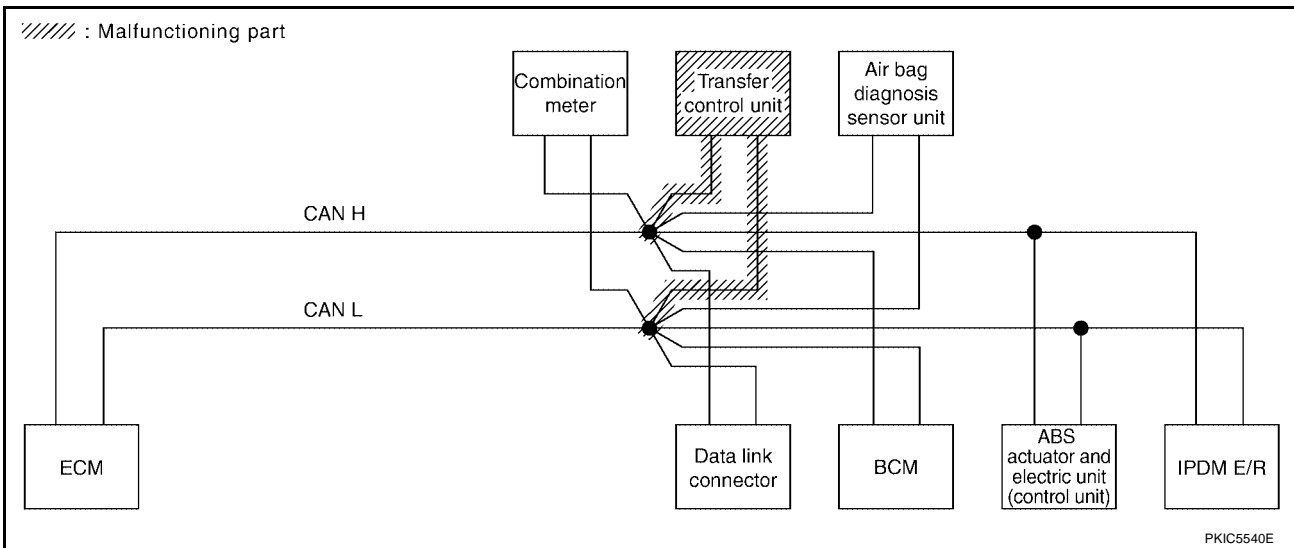 : Malfunctioning part
Combination
meter
Transfer
control unit
Air bag
diagnosis
sensor unit
CAN H
CAN L
ECM
Data link
connector
BCM
ABS
actuator and
electric unit
(control unit)
IPDM E/R
PKIC5540E